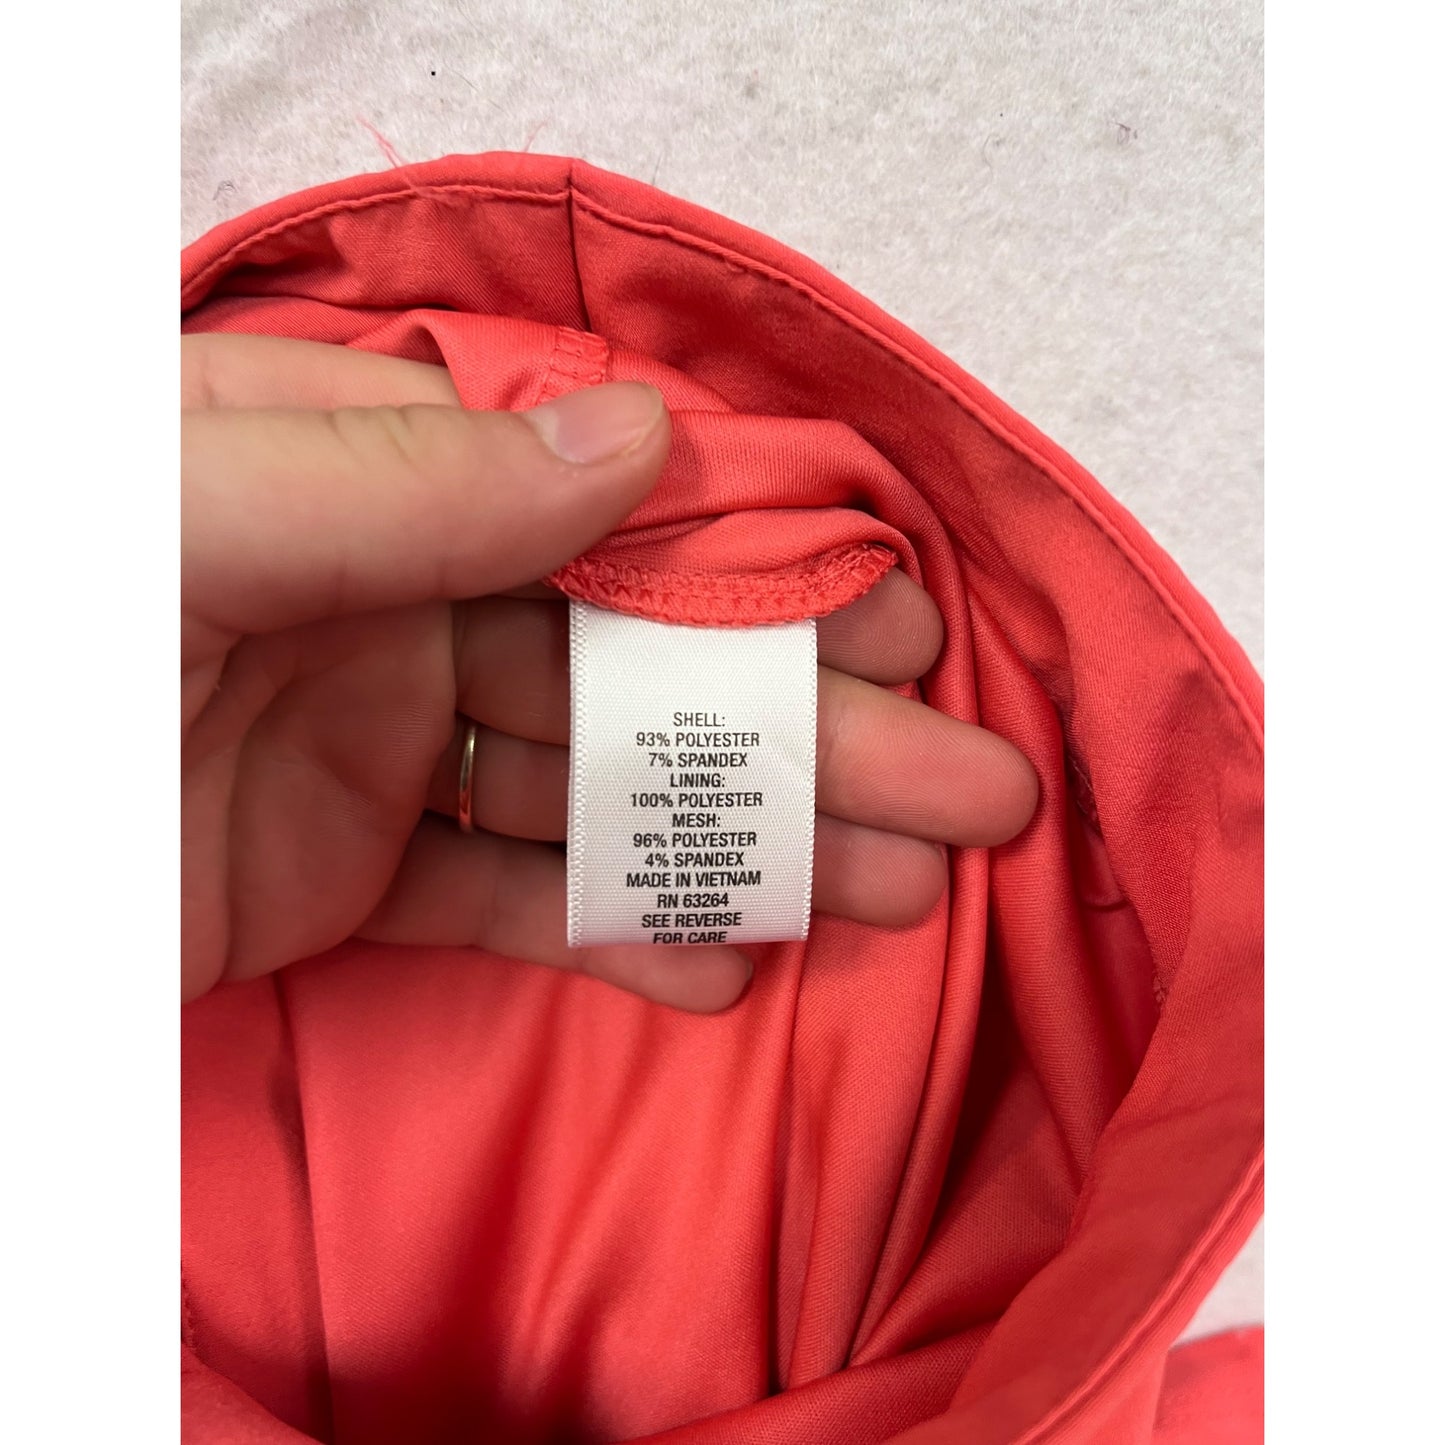 SHELL:
93% POLYESTER
7% SPANDEX
LINING:
100% POLYESTER
MESH:
96% POLYESTER
4% SPANDEX
MADE IN VIETNAM
RN 63264
SEE REVERSE
FOR CARE